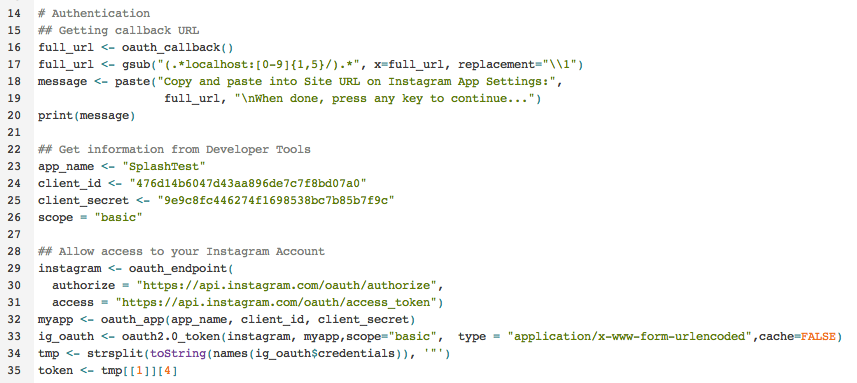 14 # Authentication
15 ## Getting callback URL
16 full_url <- oauth_callback()
17 full_url <- gsub("(.*localhost:[0-9]{1,5}/).*", x=full_url, replacement="\\1")
18 message <- paste("Copy and paste into Site URL on Instagram App Settings:",
19 full_url, "\nWhen done, press any key to continue...")
20 print(message)
21
22 ## Get information from Developer Tools
23 app_name <- "SplashTest"
24 client_id <- "476d14b6047d43aa896de7c7f8bd07a0"
25 client_secret <- "9e9c8fc446274f1698538bc7b85b7f9c"
26 scope = "basic"
27
28 ## Allow access to your Instagram Account
29 instagram <- oauth_endpoint(
30 authorize = "https://api.instagram.com/oauth/authorize",
31 access = "https://api.instagram.com/oauth/access_token")
32 myapp <- oauth_app(app_name, client_id, client_secret)
33 ig_oauth <- oauth2.0_token(instagram, myapp,scope="basic",  type = "application/x-www-form-urlencoded",cache=FALSE)
34 tmp <- strsplit(toString(names(ig_oauth$credentials)), '"')
35 token <- tmp[[1]][4]